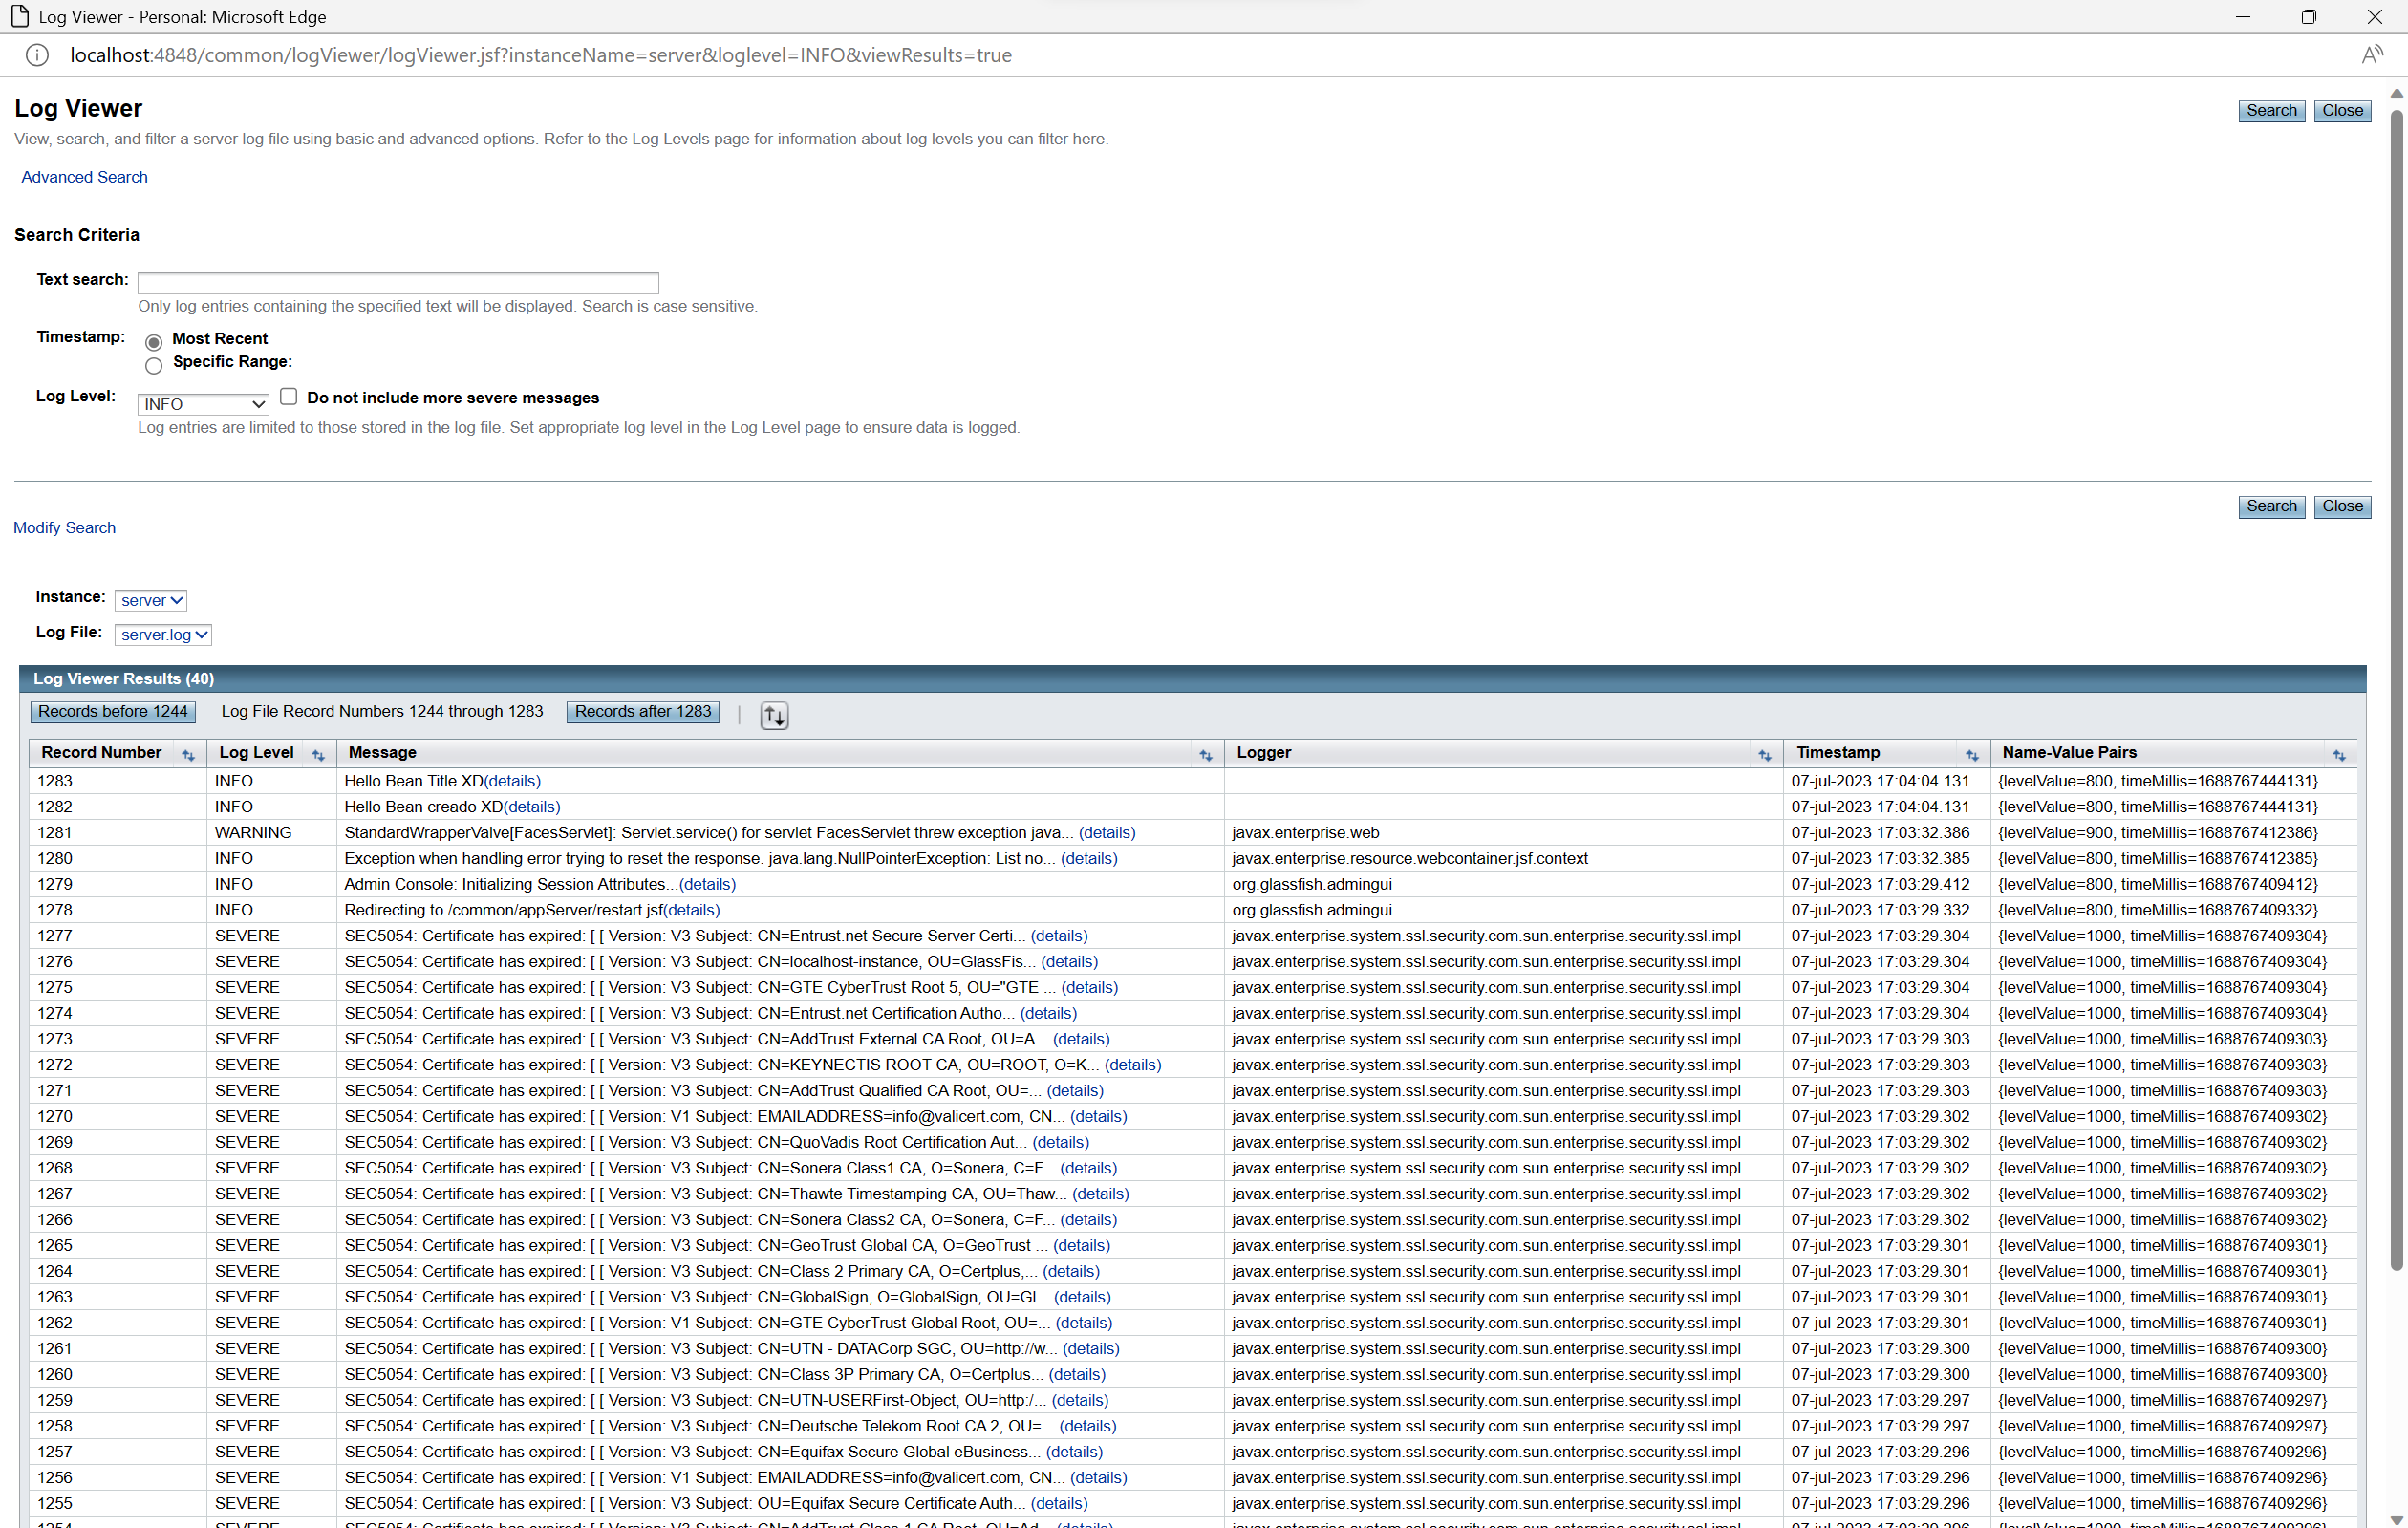 Log Viewer - Personal: Microsoft Edge
localhost:4848/common/logViewer/logViewer.jsf?instanceName=server&loglevel=INFO&viewResults=true
Log Viewer
Search Close
View, search, and filter a server log file using basic and advanced options. Refer to the Log Levels page for information about log levels you can filter here.
Advanced Search
Search Criteria
Text search:
Only log entries containing the specified text will be displayed. Search is case sensitive.
Timestamp: Most Recent
Specific Range:
Log Level: INFO Do not include more severe messages
Log entries are limited to those stored in the log file. Set appropriate log level in the Log Level page to ensure data is logged.
Search Close
Modify Search
Instance: server
Log File: server.log
Log Viewer Results (40)
Records before 1244 Log File Record Numbers 1244 through 1283 Records after 1283
Record Number Log Level Message Logger Timestamp Name-Value Pairs
1283 INFO Hello Bean Title XD(details) 07-jul-2023 17:04:04.131 {levelValue=800, timeMillis=1688767444131}
1282 INFO Hello Bean creado XD(details) 07-jul-2023 17:04:04.131 {levelValue=800, timeMillis=1688767444131}
1281 WARNING StandardWrapperValve[FacesServlet]: Servlet.service() for servlet FacesServlet threw exception java... (details) javax.enterprise.web 07-jul-2023 17:03:32.386 {levelValue=900, timeMillis=1688767412386}
1280 INFO Exception when handling error trying to reset the response. java.lang.NullPointerException: List no... (details) javax.enterprise.resource.webcontainer.jsf.context 07-jul-2023 17:03:32.385 {levelValue=800, timeMillis=1688767412385}
1279 INFO Admin Console: Initializing Session Attributes...(details) org.glassfish.admingui 07-jul-2023 17:03:29.412 {levelValue=800, timeMillis=1688767409412}
1278 INFO Redirecting to /common/appServer/restart.jsf(details) org.glassfish.admingui 07-jul-2023 17:03:29.332 {levelValue=800, timeMillis=1688767409332}
1277 SEVERE SEC5054: Certificate has expired: [ [ Version: V3 Subject: CN=Entrust.net Secure Server Certi... (details) javax.enterprise.system.ssl.security.com.sun.enterprise.security.ssl.impl 07-jul-2023 17:03:29.304 {levelValue=1000, timeMillis=1688767409304}
1276 SEVERE SEC5054: Certificate has expired: [ [ Version: V3 Subject: CN=localhost-instance, OU=GlassFis... (details) javax.enterprise.system.ssl.security.com.sun.enterprise.security.ssl.impl 07-jul-2023 17:03:29.304 {levelValue=1000, timeMillis=1688767409304}
1275 SEVERE SEC5054: Certificate has expired: [ [ Version: V3 Subject: CN=GTE CyberTrust Root 5, OU="GTE ... (details) javax.enterprise.system.ssl.security.com.sun.enterprise.security.ssl.impl 07-jul-2023 17:03:29.304 {levelValue=1000, timeMillis=1688767409304}
1274 SEVERE SEC5054: Certificate has expired: [ [ Version: V3 Subject: CN=Entrust.net Certification Autho... (details) javax.enterprise.system.ssl.security.com.sun.enterprise.security.ssl.impl 07-jul-2023 17:03:29.304 {levelValue=1000, timeMillis=1688767409304}
1273 SEVERE SEC5054: Certificate has expired: [ [ Version: V3 Subject: CN=AddTrust External CA Root, OU=A... (details) javax.enterprise.system.ssl.security.com.sun.enterprise.security.ssl.impl 07-jul-2023 17:03:29.303 {levelValue=1000, timeMillis=1688767409303}
1272 SEVERE SEC5054: Certificate has expired: [ [ Version: V3 Subject: CN=KEYNECTIS ROOT CA, OU=ROOT, O=K... (details) javax.enterprise.system.ssl.security.com.sun.enterprise.security.ssl.impl 07-jul-2023 17:03:29.303 {levelValue=1000, timeMillis=1688767409303}
1271 SEVERE SEC5054: Certificate has expired: [ [ Version: V3 Subject: CN=AddTrust Qualified CA Root, OU=... (details) javax.enterprise.system.ssl.security.com.sun.enterprise.security.ssl.impl 07-jul-2023 17:03:29.303 {levelValue=1000, timeMillis=1688767409303}
1270 SEVERE SEC5054: Certificate has expired: [ [ Version: V1 Subject: EMAILADDRESS=info@valicert.com, CN... (details) javax.enterprise.system.ssl.security.com.sun.enterprise.security.ssl.impl 07-jul-2023 17:03:29.302 {levelValue=1000, timeMillis=1688767409302}
1269 SEVERE SEC5054: Certificate has expired: [ [ Version: V3 Subject: CN=QuoVadis Root Certification Aut... (details) javax.enterprise.system.ssl.security.com.sun.enterprise.security.ssl.impl 07-jul-2023 17:03:29.302 {levelValue=1000, timeMillis=1688767409302}
1268 SEVERE SEC5054: Certificate has expired: [ [ Version: V3 Subject: CN=Sonera Class1 CA, O=Sonera, C=F... (details) javax.enterprise.system.ssl.security.com.sun.enterprise.security.ssl.impl 07-jul-2023 17:03:29.302 {levelValue=1000, timeMillis=1688767409302}
1267 SEVERE SEC5054: Certificate has expired: [ [ Version: V3 Subject: CN=Thawte Timestamping CA, OU=Thaw... (details) javax.enterprise.system.ssl.security.com.sun.enterprise.security.ssl.impl 07-jul-2023 17:03:29.302 {levelValue=1000, timeMillis=1688767409302}
1266 SEVERE SEC5054: Certificate has expired: [ [ Version: V3 Subject: CN=Sonera Class2 CA, O=Sonera, C=F... (details) javax.enterprise.system.ssl.security.com.sun.enterprise.security.ssl.impl 07-jul-2023 17:03:29.302 {levelValue=1000, timeMillis=1688767409302}
1265 SEVERE SEC5054: Certificate has expired: [ [ Version: V3 Subject: CN=GeoTrust Global CA, O=GeoTrust ... (details) javax.enterprise.system.ssl.security.com.sun.enterprise.security.ssl.impl 07-jul-2023 17:03:29.301 {levelValue=1000, timeMillis=1688767409301}
1264 SEVERE SEC5054: Certificate has expired: [ [ Version: V3 Subject: CN=Class 2 Primary CA, O=Certplus,... (details) javax.enterprise.system.ssl.security.com.sun.enterprise.security.ssl.impl 07-jul-2023 17:03:29.301 {levelValue=1000, timeMillis=1688767409301}
1263 SEVERE SEC5054: Certificate has expired: [ [ Version: V3 Subject: CN=GlobalSign, O=GlobalSign, OU=Gl... (details) javax.enterprise.system.ssl.security.com.sun.enterprise.security.ssl.impl 07-jul-2023 17:03:29.301 {levelValue=1000, timeMillis=1688767409301}
1262 SEVERE SEC5054: Certificate has expired: [ [ Version: V1 Subject: CN=GTE CyberTrust Global Root, OU=... (details) javax.enterprise.system.ssl.security.com.sun.enterprise.security.ssl.impl 07-jul-2023 17:03:29.301 {levelValue=1000, timeMillis=1688767409301}
1261 SEVERE SEC5054: Certificate has expired: [ [ Version: V3 Subject: CN=UTN - DATACorp SGC, OU=http://w... (details) javax.enterprise.system.ssl.security.com.sun.enterprise.security.ssl.impl 07-jul-2023 17:03:29.300 {levelValue=1000, timeMillis=1688767409300}
1260 SEVERE SEC5054: Certificate has expired: [ [ Version: V3 Subject: CN=Class 3P Primary CA, O=Certplus... (details) javax.enterprise.system.ssl.security.com.sun.enterprise.security.ssl.impl 07-jul-2023 17:03:29.300 {levelValue=1000, timeMillis=1688767409300}
1259 SEVERE SEC5054: Certificate has expired: [ [ Version: V3 Subject: CN=UTN-USERFirst-Object, OU=http:/... (details) javax.enterprise.system.ssl.security.com.sun.enterprise.security.ssl.impl 07-jul-2023 17:03:29.297 {levelValue=1000, timeMillis=1688767409297}
1258 SEVERE SEC5054: Certificate has expired: [ [ Version: V3 Subject: CN=Deutsche Telekom Root CA 2, OU=... (details) javax.enterprise.system.ssl.security.com.sun.enterprise.security.ssl.impl 07-jul-2023 17:03:29.297 {levelValue=1000, timeMillis=1688767409297}
1257 SEVERE SEC5054: Certificate has expired: [ [ Version: V3 Subject: CN=Equifax Secure Global eBusiness... (details) javax.enterprise.system.ssl.security.com.sun.enterprise.security.ssl.impl 07-jul-2023 17:03:29.296 {levelValue=1000, timeMillis=1688767409296}
1256 SEVERE SEC5054: Certificate has expired: [ [ Version: V1 Subject: EMAILADDRESS=info@valicert.com, CN... (details) javax.enterprise.system.ssl.security.com.sun.enterprise.security.ssl.impl 07-jul-2023 17:03:29.296 {levelValue=1000, timeMillis=1688767409296}
1255 SEVERE SEC5054: Certificate has expired: [ [ Version: V3 Subject: OU=Equifax Secure Certificate Auth... (details) javax.enterprise.system.ssl.security.com.sun.enterprise.security.ssl.impl 07-jul-2023 17:03:29.296 {levelValue=1000, timeMillis=1688767409296}